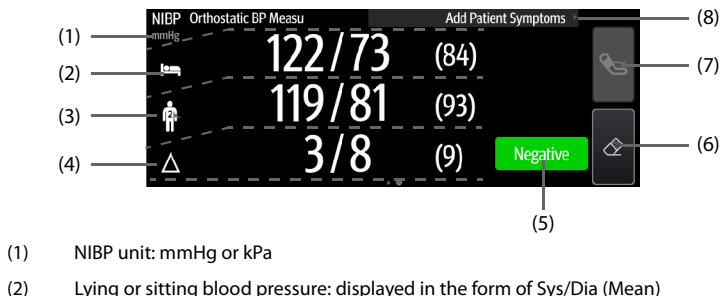 NIBP Orthostatic BP Measu Add Patient Symptoms (8)
(1) mmHg
122/73 (84)
(2) (7)
119/81 (93)
(3) 2
3/8 (9) Negative (6)
(4)
(5)
(1) NIBP unit: mmHg or kPa
(2) Lying or sitting blood pressure: displayed in the form of Sys/Dia (Mean)